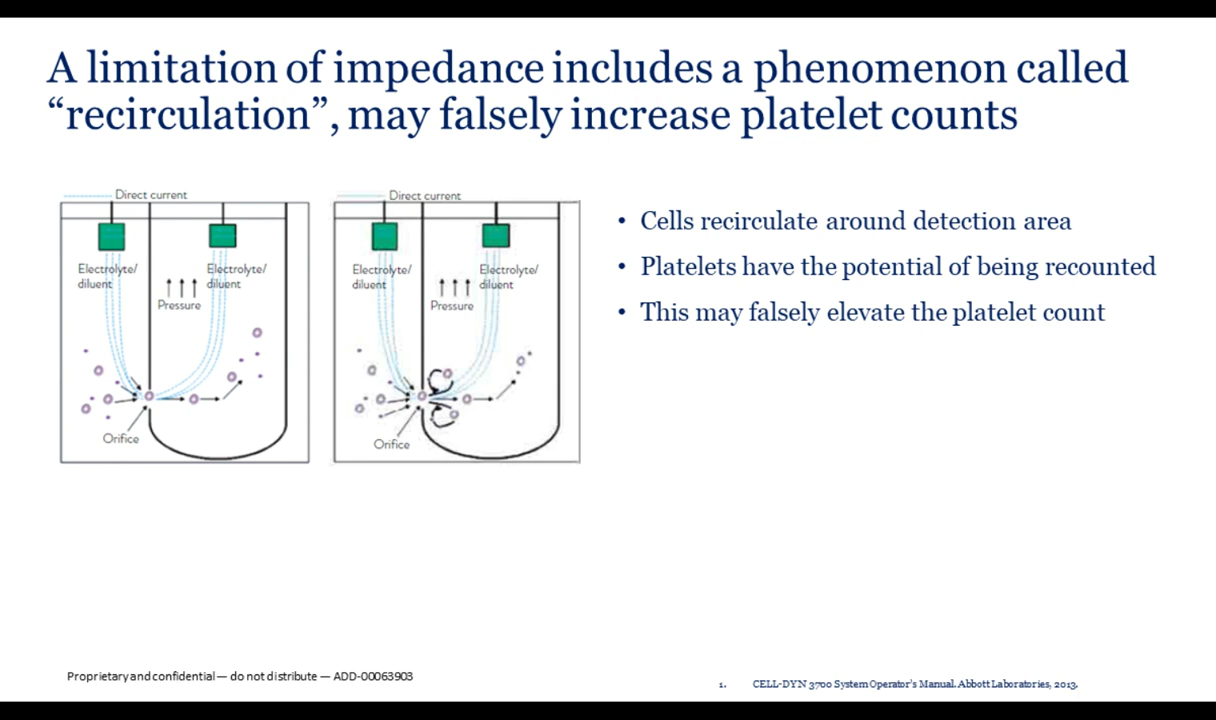 A limitation of impedance includes a phenomenon called
“recirculation”, may falsely increase platelet counts
Direct current
Electrolyte/
diluent
Electrolyte/
diluent
Pressure
Orifice
Direct current
Electrolyte/
diluent
Electrolyte/
diluent
Pressure
Orifice
• Cells recirculate around detection area
• Platelets have the potential of being recounted
• This may falsely elevate the platelet count
Proprietary and confidential — do not distribute — ADD-00063903
1. CELL-DYN 3700 System Operator's Manual. Abbott Laboratories, 2013.